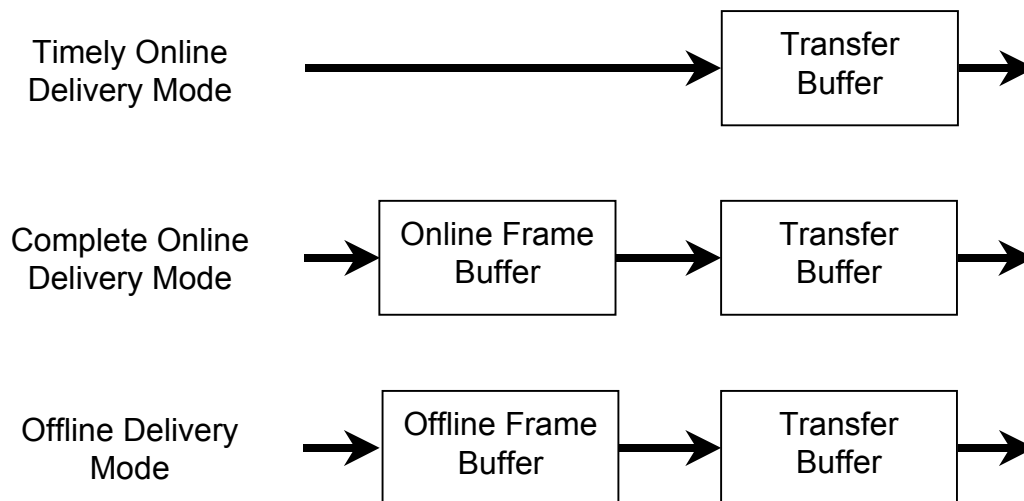 Timely Online
Delivery Mode
Transfer
Buffer
Complete Online
Delivery Mode
Online Frame
Buffer
Transfer
Buffer
Offline Delivery
Mode
Offline Frame
Buffer
Transfer
Buffer